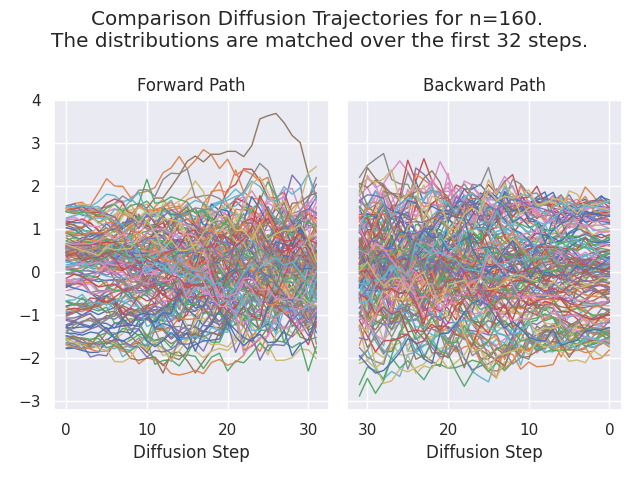 Comparison Diffusion Trajectories for n=160.
The distributions are matched over the first 32 steps.
Forward Path
Backward Path
4
3
2
1
0
−1
−2
−3
0 10 20 30
30 20 10 0
Diffusion Step
Diffusion Step